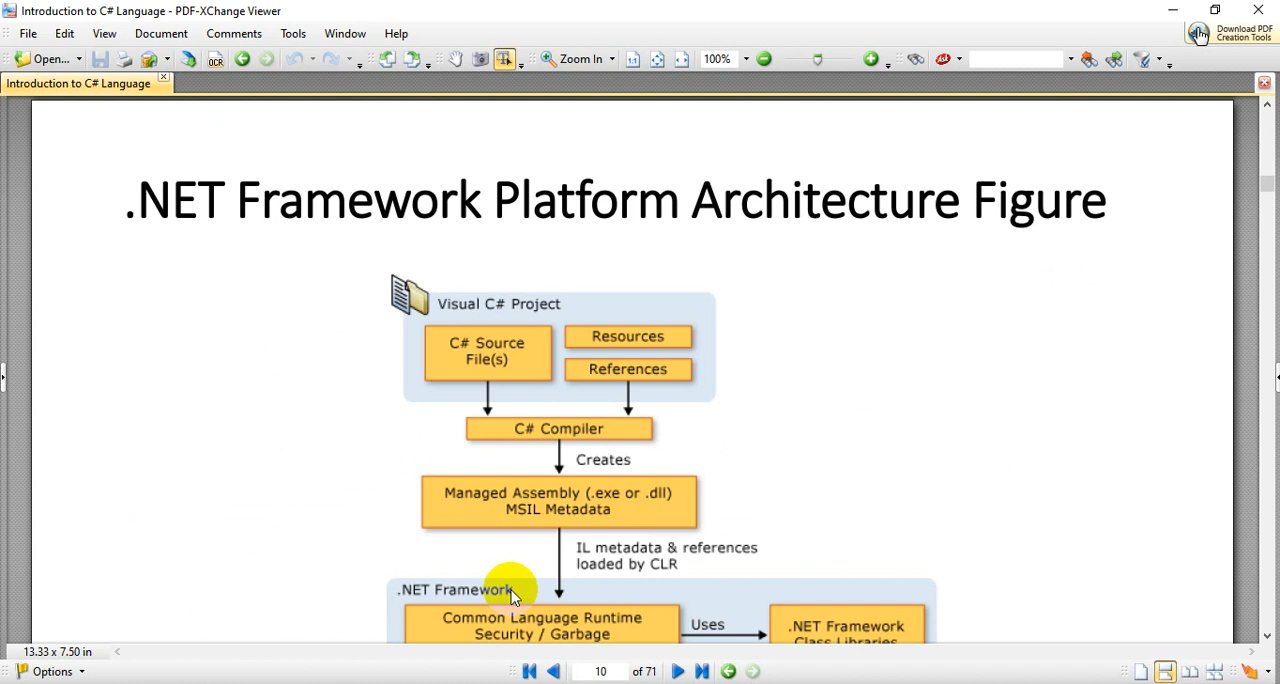 Introduction to C# Language - PDF-XChange Viewer
File Edit View Document Comments Tools Window Help
Download PDF
Creation Tools
Open... OCR Zoom In 100%
Introduction to C# Language
.NET Framework Platform Architecture Figure
Visual C# Project
C# Source
File(s)
Resources
References
C# Compiler
Creates
Managed Assembly (.exe or .dll)
MSIL Metadata
IL metadata & references
loaded by CLR
.NET Framework
Common Language Runtime
Security / Garbage
Uses
.NET Framework
Class Libraries
13.33 x 7.50 in
Options 10 of 71